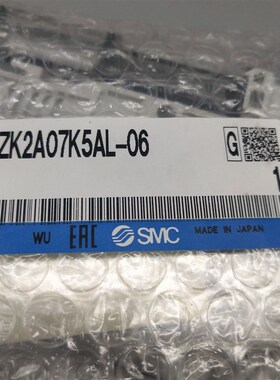 ZK2A07K5AL-06
G
1
WU EAC SMC MADE IN JAPAN